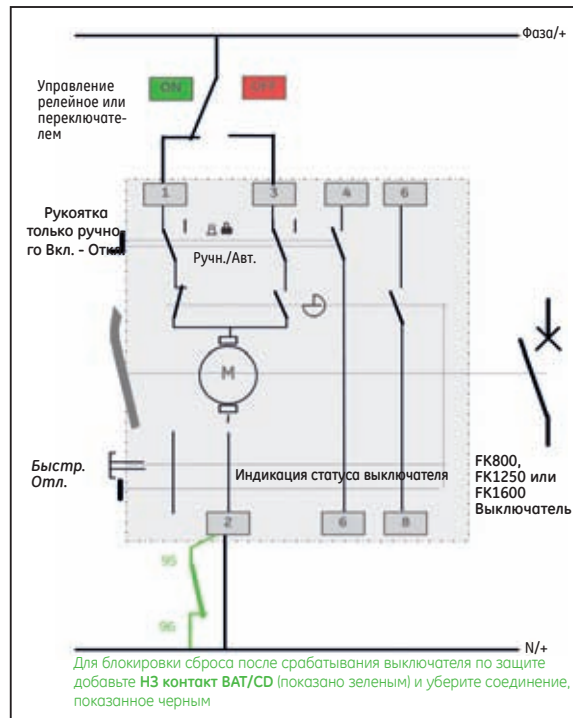 Фаза/+
Управление
релейное или
переключате-
лем
ON
OFF
1
3
4
6
Рукоятка
только ручно
го Вкл. - Откл
Ручн./Авт.
M
Быстр.
Отл.
Индикация статуса выключателя
FK800,
FK1250 или
FK1600
Выключатель
2
6
8
95
96
N/+
Для блокировки сброса после срабатывания выключателя по защите
добавьте НЗ контакт BAT/CD (показано зеленым) и уберите соединение,
показанное черным